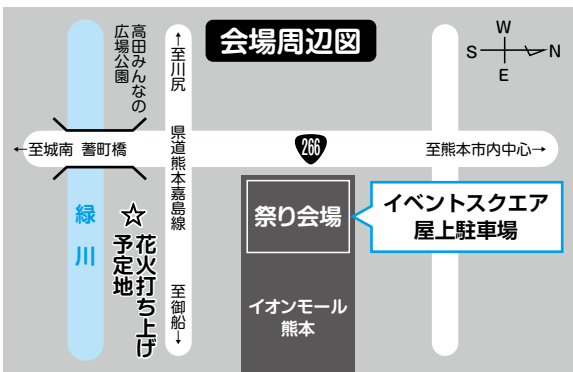 会場周辺図
W
S
N
E
高田みんなの
広場公園
←至川尻
県道熊本嘉島線
至御船→
←至城南 蓍町橋
266
至熊本市内中心→
緑川
☆
花火打ち上げ
予定地
祭り会場
イベントスクエア
屋上駐車場
イオンモール
熊本